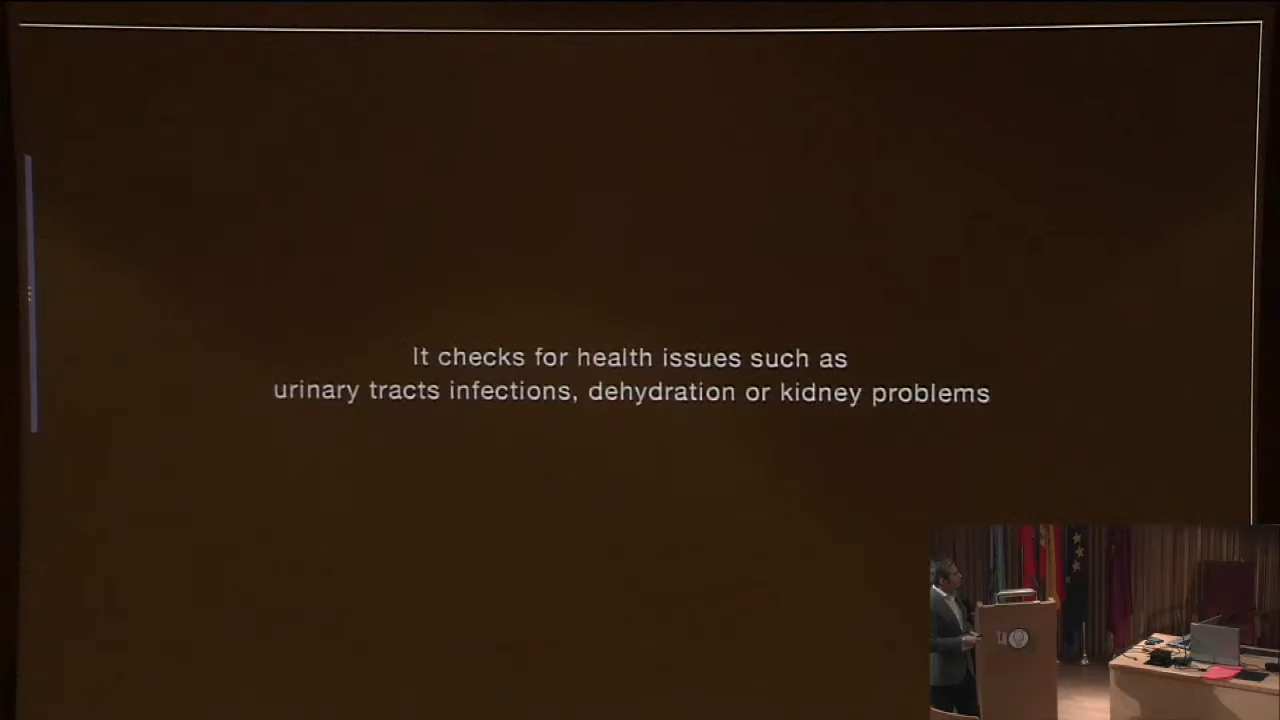 It checks for health issues such as
urinary tracts infections, dehydration or kidney problems